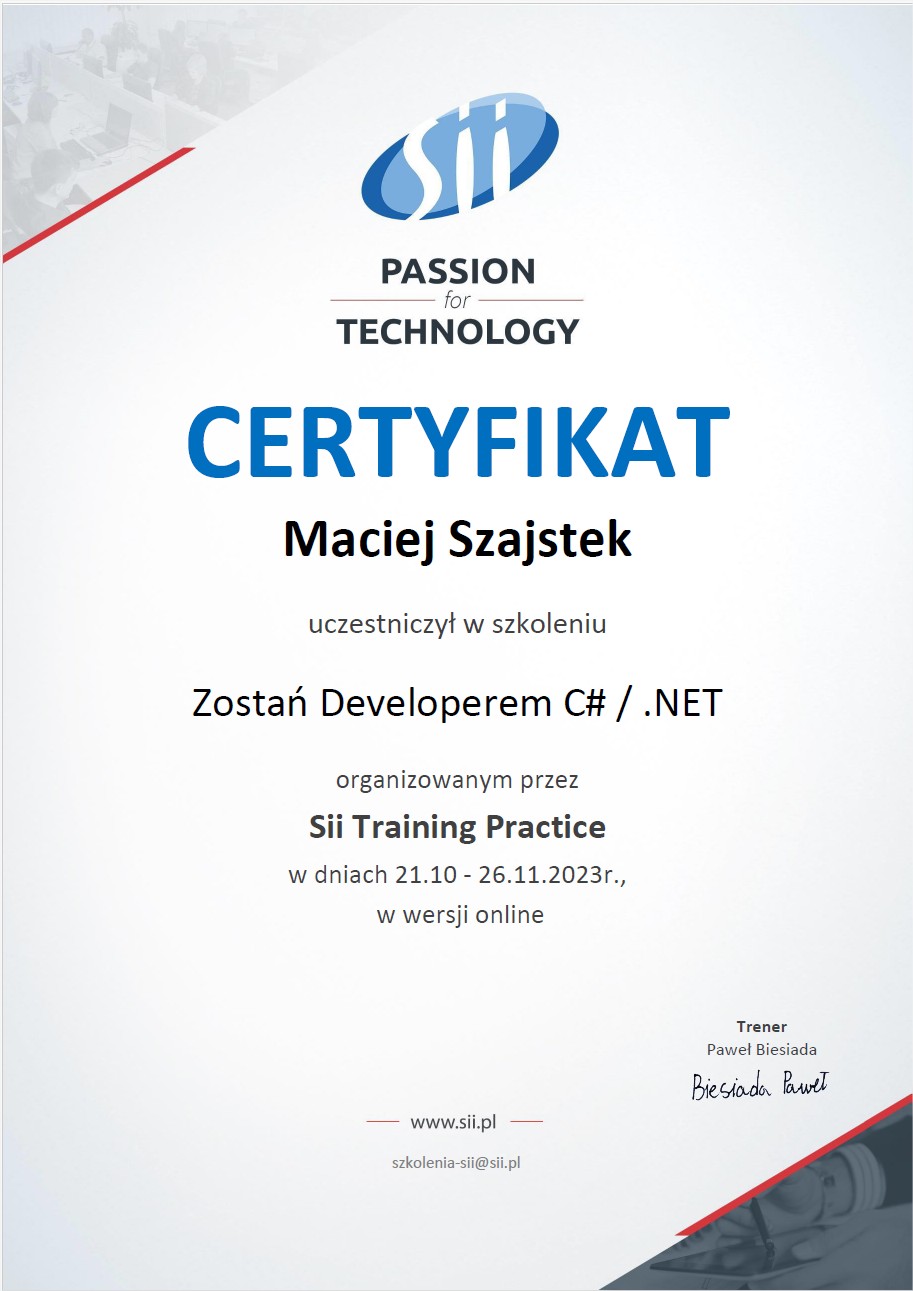 Sii
PASSION
for
TECHNOLOGY
CERTYFIKAT
Maciej Szajstek
uczestniczył w szkoleniu
Zostań Developerem C# / .NET
organizowanym przez
Sii Training Practice
w dniach 21.10 - 26.11.2023r.,
w wersji online
Trener
Paweł Biesiada
Biesiada Paweł
www.sii.pl
szkolenia-sii@sii.pl